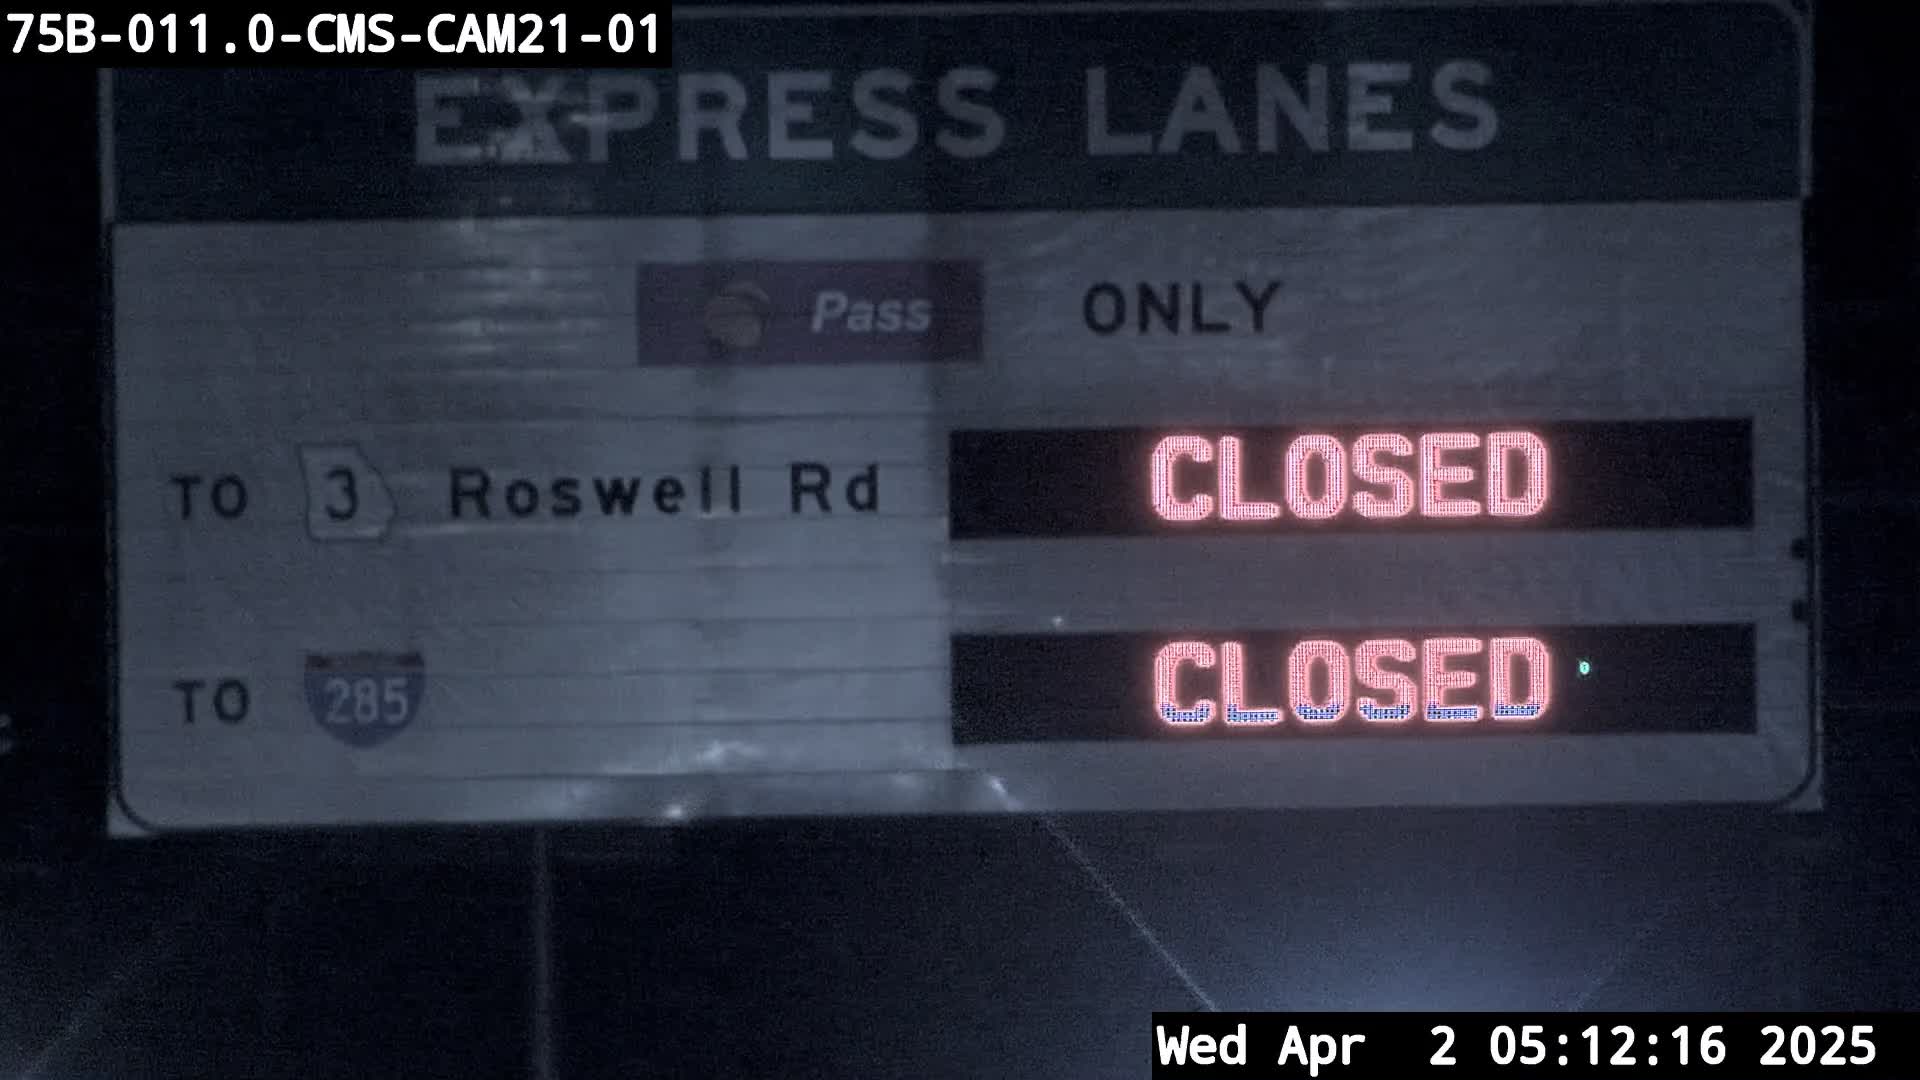 75B-011.0-CMS-CAM21-01
EXPRESS LANES
Pass ONLY
TO 3 Roswell Rd CLOSED
TO 285 CLOSED
Wed Apr 2 05:12:16 2025